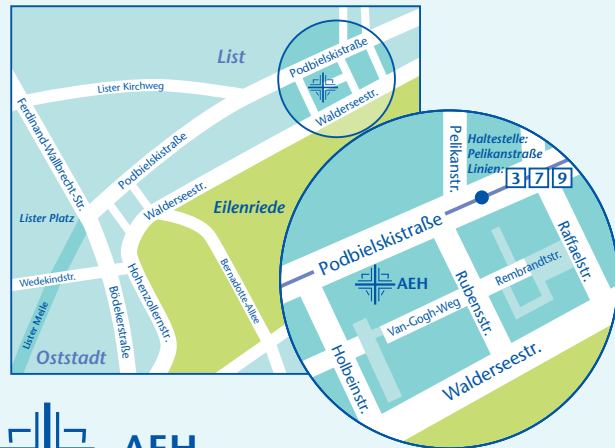 List
Podbielskistraße
Lister Kirchweg
Ferdinand-Wallbrecht-Str.
Podbielskistraße
Walderseestr.
Walderseestr.
Eilenriede
Lister Platz
Wedekindstr.
Hohenzollernstr.
Bödekerstraße
Bernadotte-Allee
Lister Meile
Oststadt
Pelikanstr.
Haltestelle:
Pelikanstraße
Linien: 3 7 9
Podbielskistraße
AEH
Raffaelstr.
Rembrandtstr.
Rubensstr.
Van-Gogh-Weg
Holbeinstr.
Walderseestr.
AEH